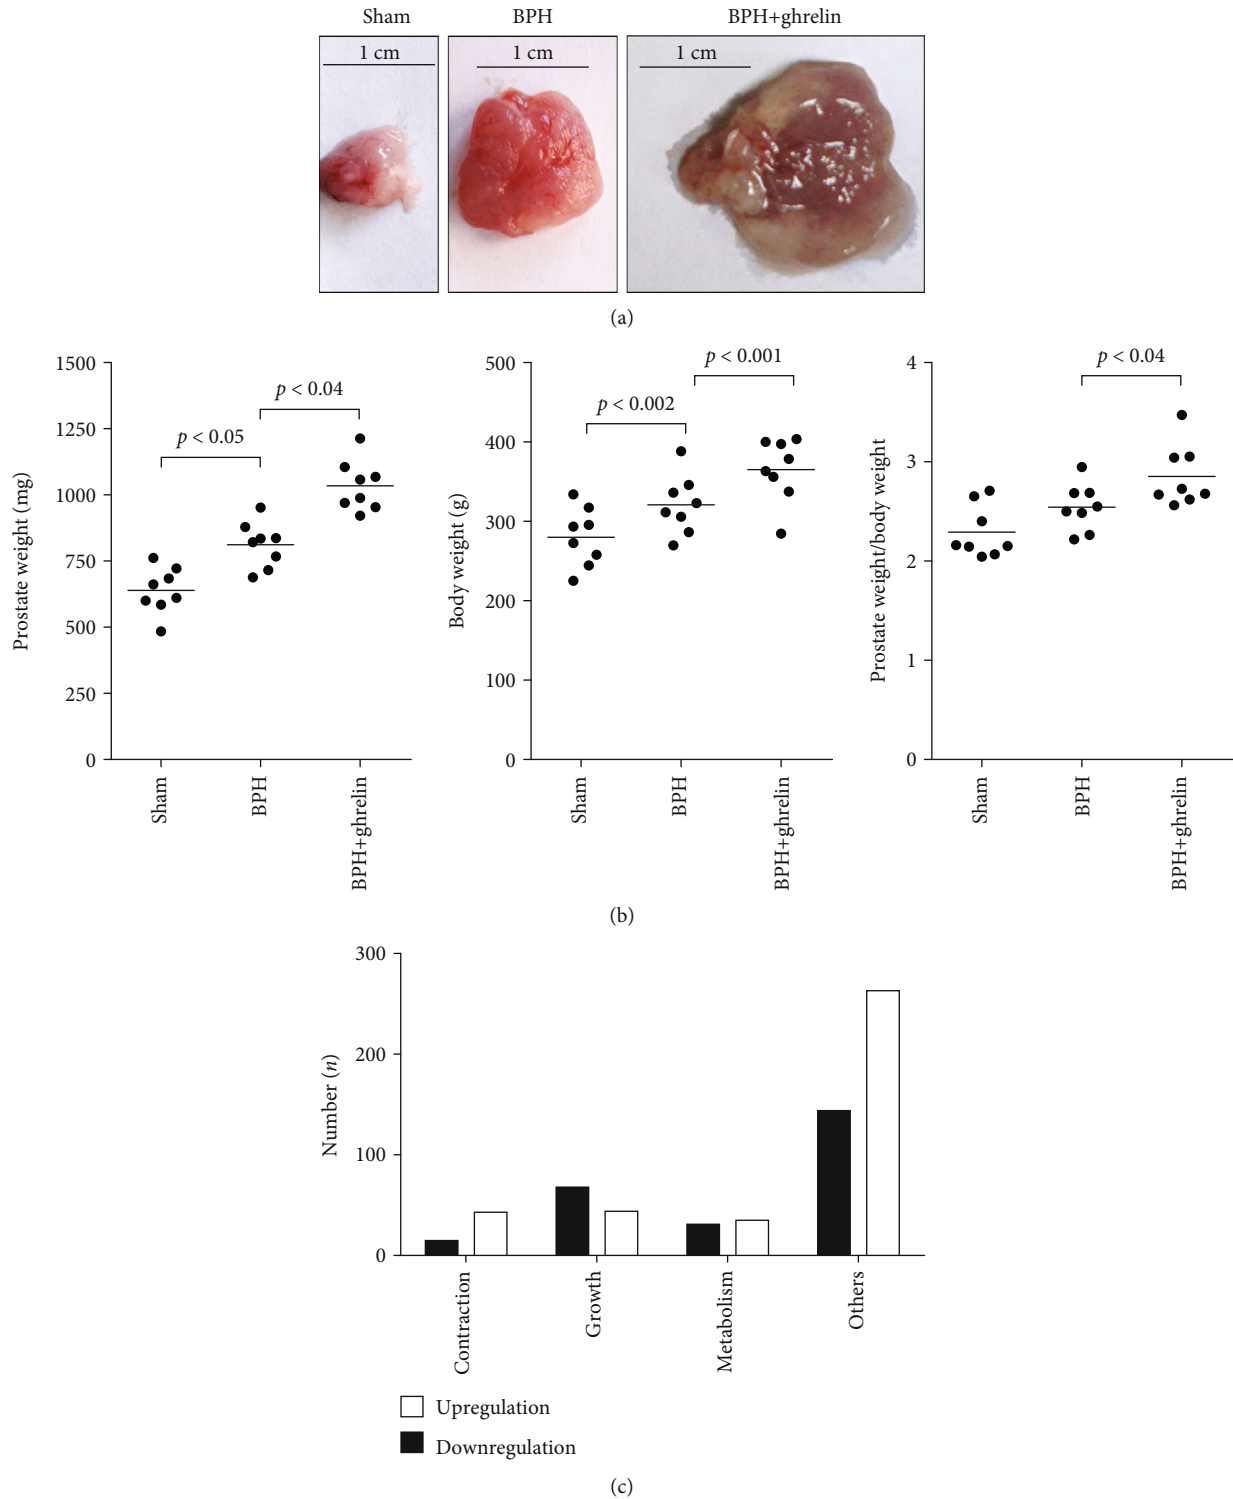 Sham
BPH
BPH+ghrelin
1 cm
1 cm
1 cm
(a)
1500
1250
1000
750
500
250
0
Prostate weight (mg)
p < 0.05
p < 0.04
Sham
BPH
BPH+ghrelin
500
400
300
200
100
0
Body weight (g)
p < 0.002
p < 0.001
Sham
BPH
BPH+ghrelin
4
3
2
1
0
Prostate weight/body weight
p < 0.04
Sham
BPH
BPH+ghrelin
(b)
300
200
100
0
Number (n)
Contraction
Growth
Metabolism
Others
Upregulation
Downregulation
(c)